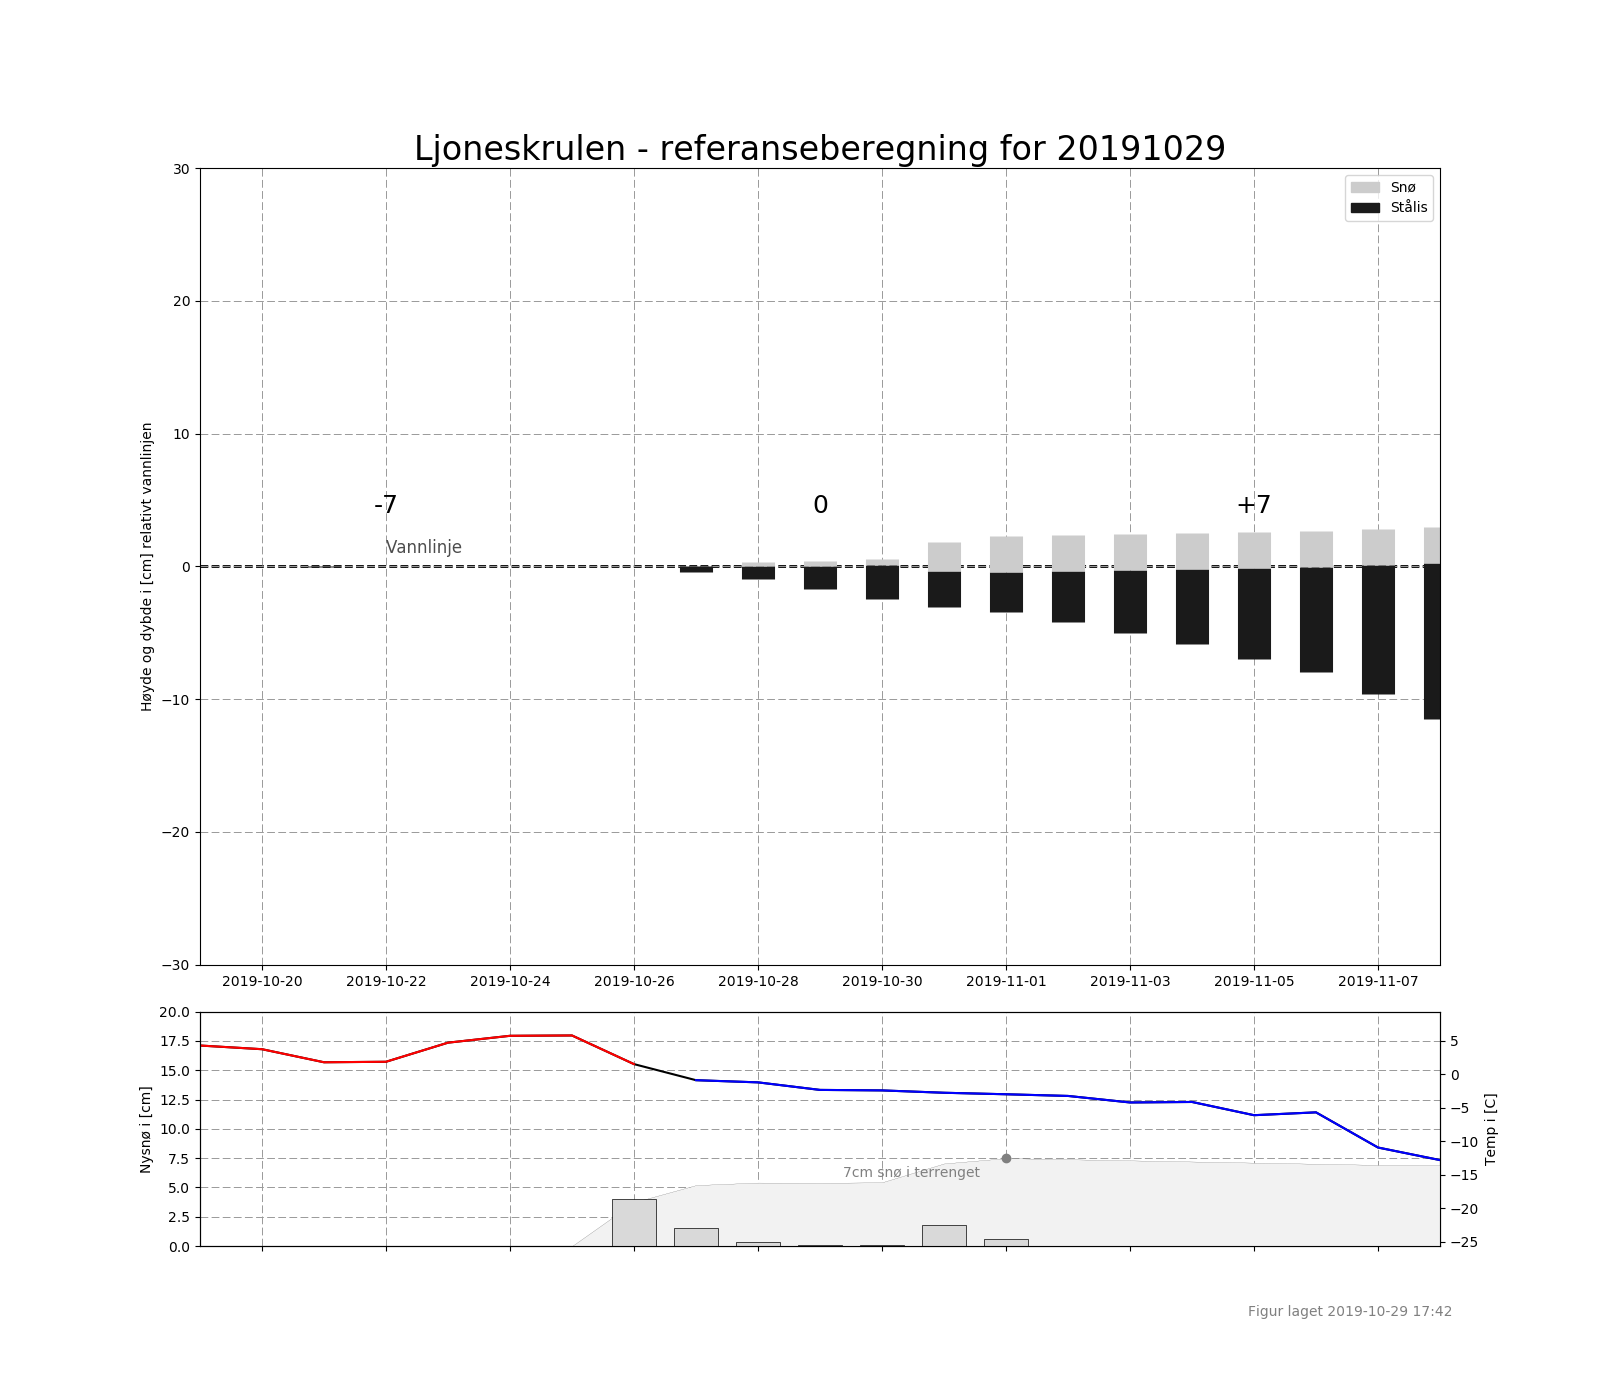 Ljoneskrulen - referanseberegning for 20191029
Snø
Stålis
Høyde og dybde i [cm] relativt vannlinjen
30
20
10
0
−10
−20
−30
-7
0
+7
Vannlinje
2019-10-20 2019-10-22 2019-10-24 2019-10-26 2019-10-28 2019-10-30 2019-11-01 2019-11-03 2019-11-05 2019-11-07
Nysnø i [cm]
20.0
17.5
15.0
12.5
10.0
7.5
5.0
2.5
0.0
7cm snø i terrenget
5
0
−5
−10
−15
−20
−25
Temp i [C]
Figur laget 2019-10-29 17:42